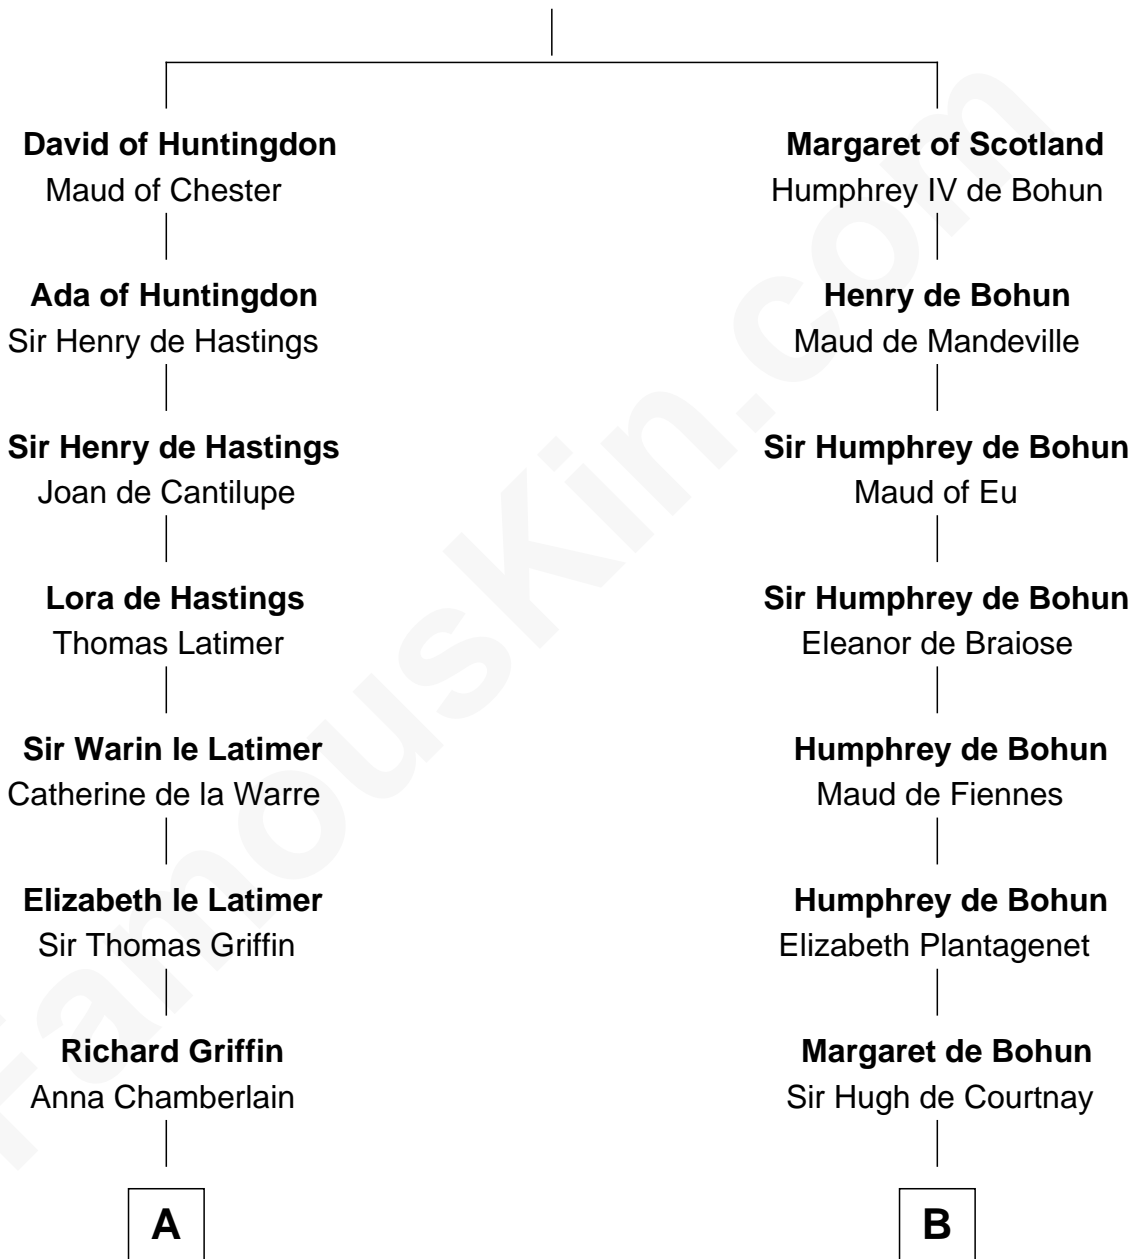 David of Huntingdon
Maud of Chester
Ada of Huntingdon
Sir Henry de Hastings
Sir Henry de Hastings
Joan de Cantilupe
Lora de Hastings
Thomas Latimer
Sir Warin le Latimer
Catherine de la Warre
Elizabeth le Latimer
Sir Thomas Griffin
Richard Griffin
Anna Chamberlain
A
Margaret of Scotland
Humphrey IV de Bohun
Henry de Bohun
Maud de Mandeville
Sir Humphrey de Bohun
Maud of Eu
Sir Humphrey de Bohun
Eleanor de Braiose
Humphrey de Bohun
Maud de Fiennes
Humphrey de Bohun
Elizabeth Plantagenet
Margaret de Bohun
Sir Hugh de Courtnay
B
FamousKin.com